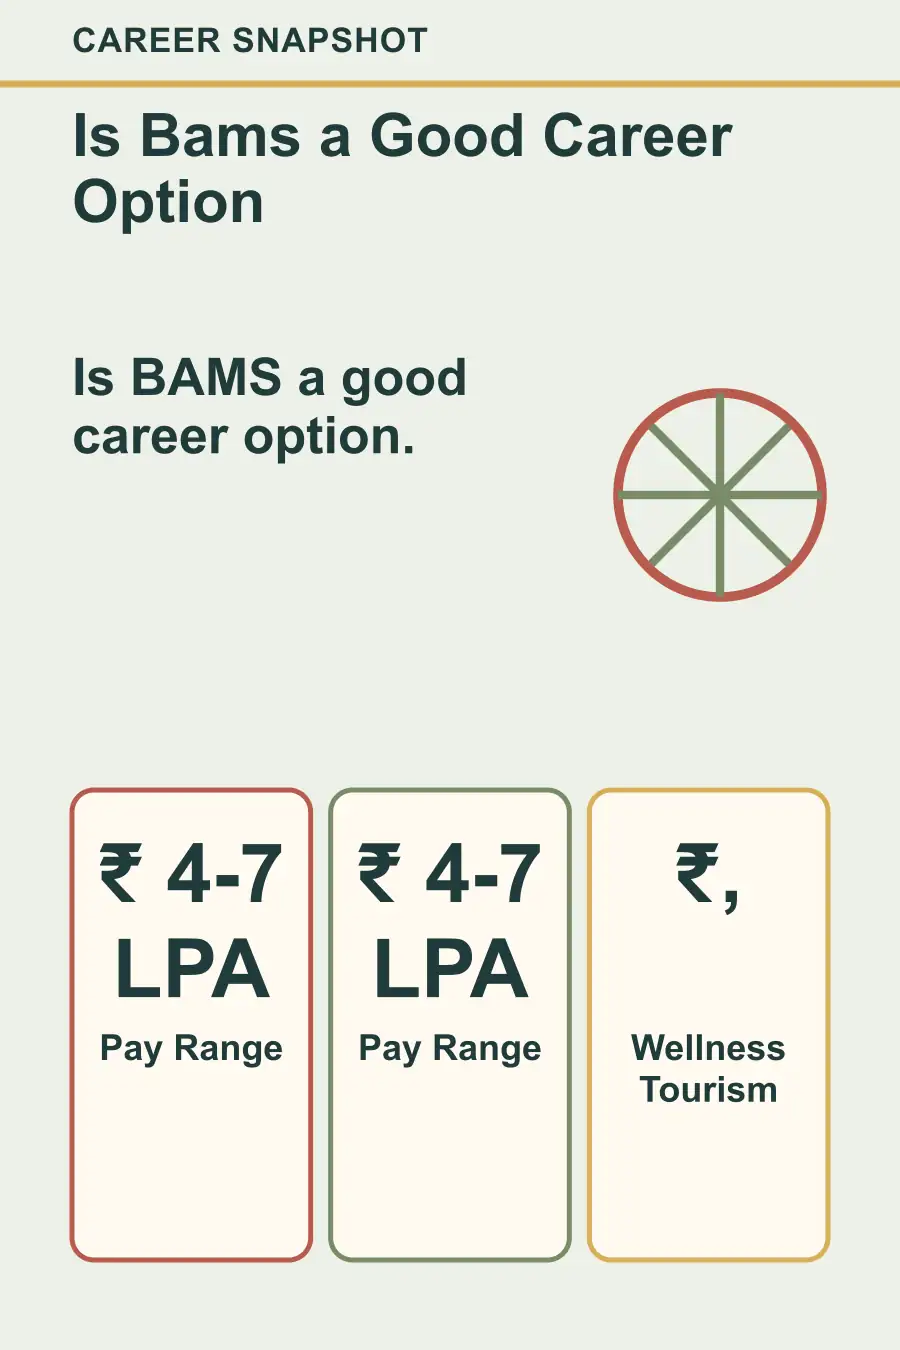 CAREER SNAPSHOT
Is Bams a Good Career
Option
Is BAMS a good
career option.
₹ 4-7
LPA
Pay Range
₹ 4-7
LPA
Pay Range
₹,
Wellness
Tourism